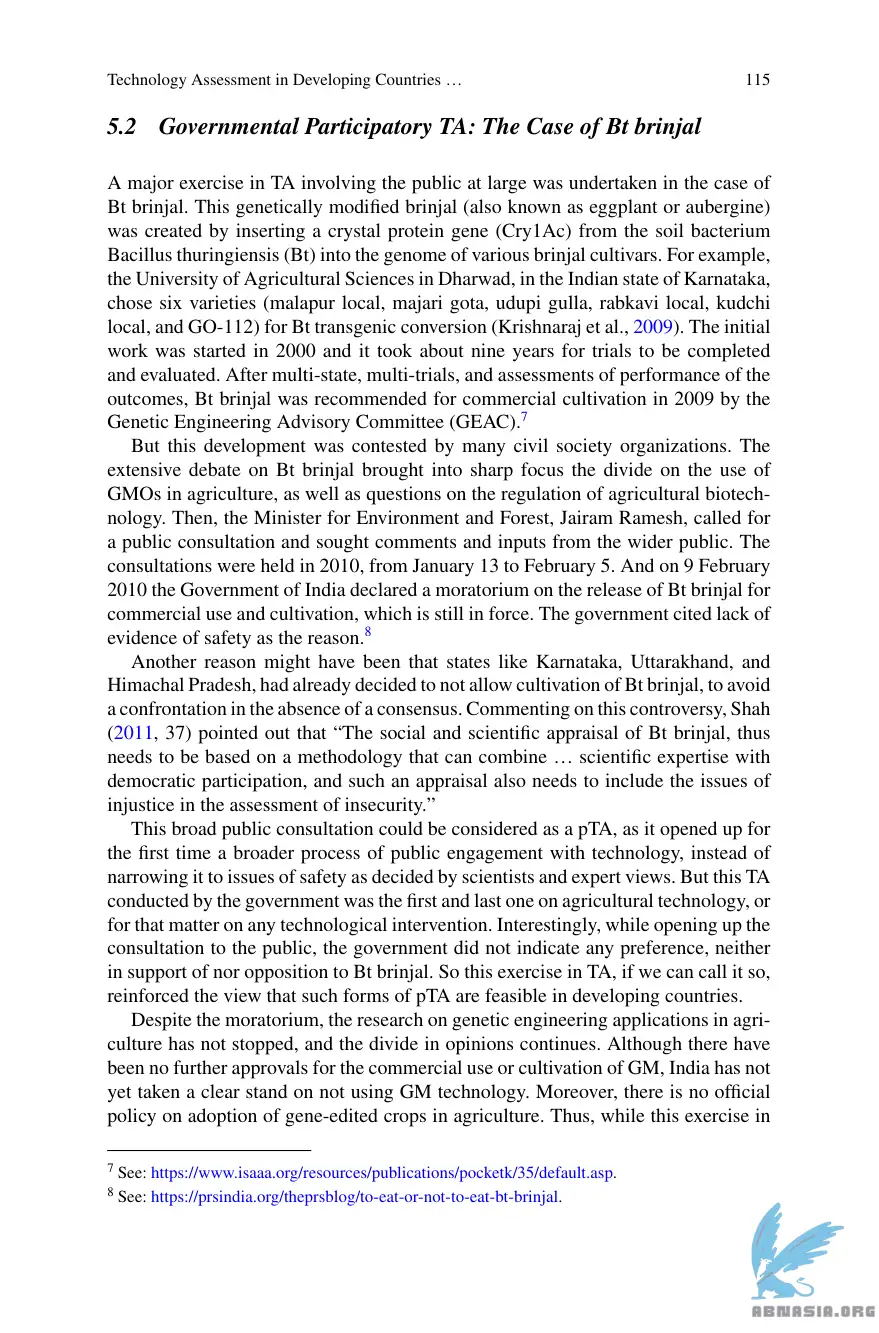 Technology Assessment in Developing Countries … 115
5.2 Governmental Participatory TA: The Case of Bt brinjal
A major exercise in TA involving the public at large was undertaken in the case of
Bt brinjal. This genetically modified brinjal (also known as eggplant or aubergine)
was created by inserting a crystal protein gene (Cry1Ac) from the soil bacterium
Bacillus thuringiensis (Bt) into the genome of various brinjal cultivars. For example,
the University of Agricultural Sciences in Dharwad, in the Indian state of Karnataka,
chose six varieties (malapur local, majari gota, udupi gulla, rabkavi local, kudchi
local, and GO-112) for Bt transgenic conversion (Krishnaraj et al., 2009). The initial
work was started in 2000 and it took about nine years for trials to be completed
and evaluated. After multi-state, multi-trials, and assessments of performance of the
outcomes, Bt brinjal was recommended for commercial cultivation in 2009 by the
Genetic Engineering Advisory Committee (GEAC).7
But this development was contested by many civil society organizations. The
extensive debate on Bt brinjal brought into sharp focus the divide on the use of
GMOs in agriculture, as well as questions on the regulation of agricultural biotech-
nology. Then, the Minister for Environment and Forest, Jairam Ramesh, called for
a public consultation and sought comments and inputs from the wider public. The
consultations were held in 2010, from January 13 to February 5. And on 9 February
2010 the Government of India declared a moratorium on the release of Bt brinjal for
commercial use and cultivation, which is still in force. The government cited lack of
evidence of safety as the reason.8
Another reason might have been that states like Karnataka, Uttarakhand, and
Himachal Pradesh, had already decided to not allow cultivation of Bt brinjal, to avoid
a confrontation in the absence of a consensus. Commenting on this controversy, Shah
(2011, 37) pointed out that “The social and scientific appraisal of Bt brinjal, thus
needs to be based on a methodology that can combine … scientific expertise with
democratic participation, and such an appraisal also needs to include the issues of
injustice in the assessment of insecurity.”
This broad public consultation could be considered as a pTA, as it opened up for
the first time a broader process of public engagement with technology, instead of
narrowing it to issues of safety as decided by scientists and expert views. But this TA
conducted by the government was the first and last one on agricultural technology, or
for that matter on any technological intervention. Interestingly, while opening up the
consultation to the public, the government did not indicate any preference, neither
in support of nor opposition to Bt brinjal. So this exercise in TA, if we can call it so,
reinforced the view that such forms of pTA are feasible in developing countries.
Despite the moratorium, the research on genetic engineering applications in agri-
culture has not stopped, and the divide in opinions continues. Although there have
been no further approvals for the commercial use or cultivation of GM, India has not
yet taken a clear stand on not using GM technology. Moreover, there is no official
policy on adoption of gene-edited crops in agriculture. Thus, while this exercise in
7 See: https://www.isaaa.org/resources/publications/pocketk/35/default.asp.
8 See: https://prsindia.org/theprsblog/to-eat-or-not-to-eat-bt-brinjal.
ABNASIA.ORG